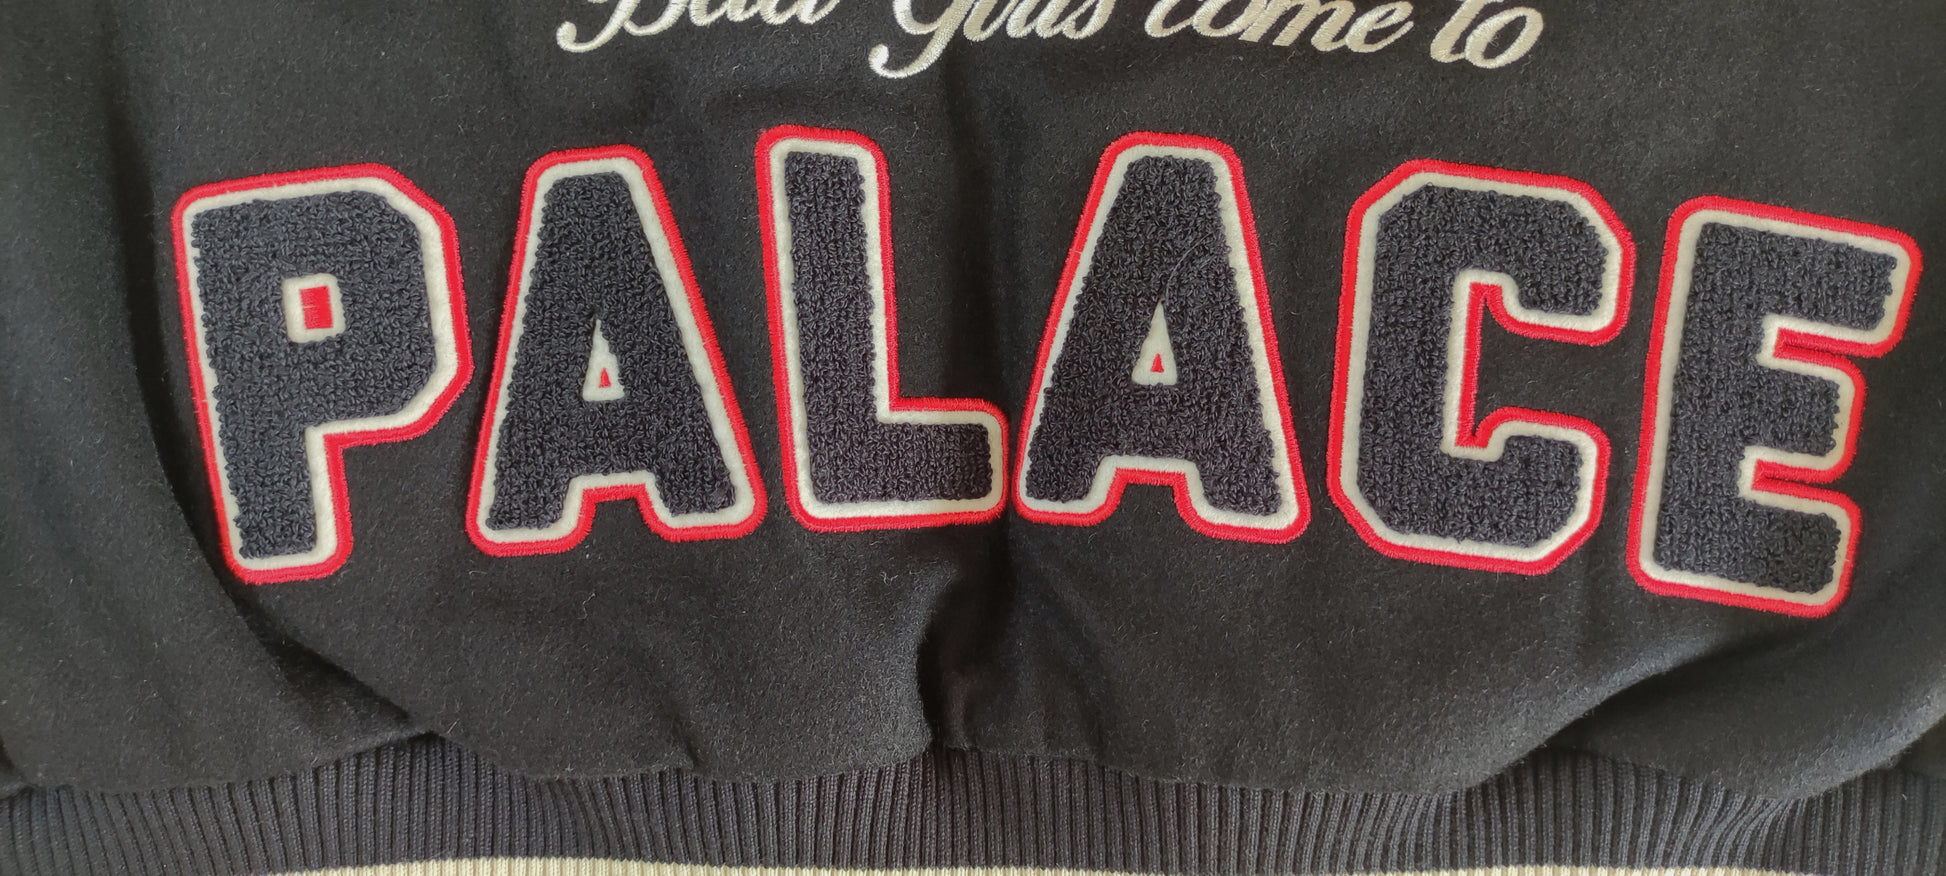 Bad Girls come to
PALACE